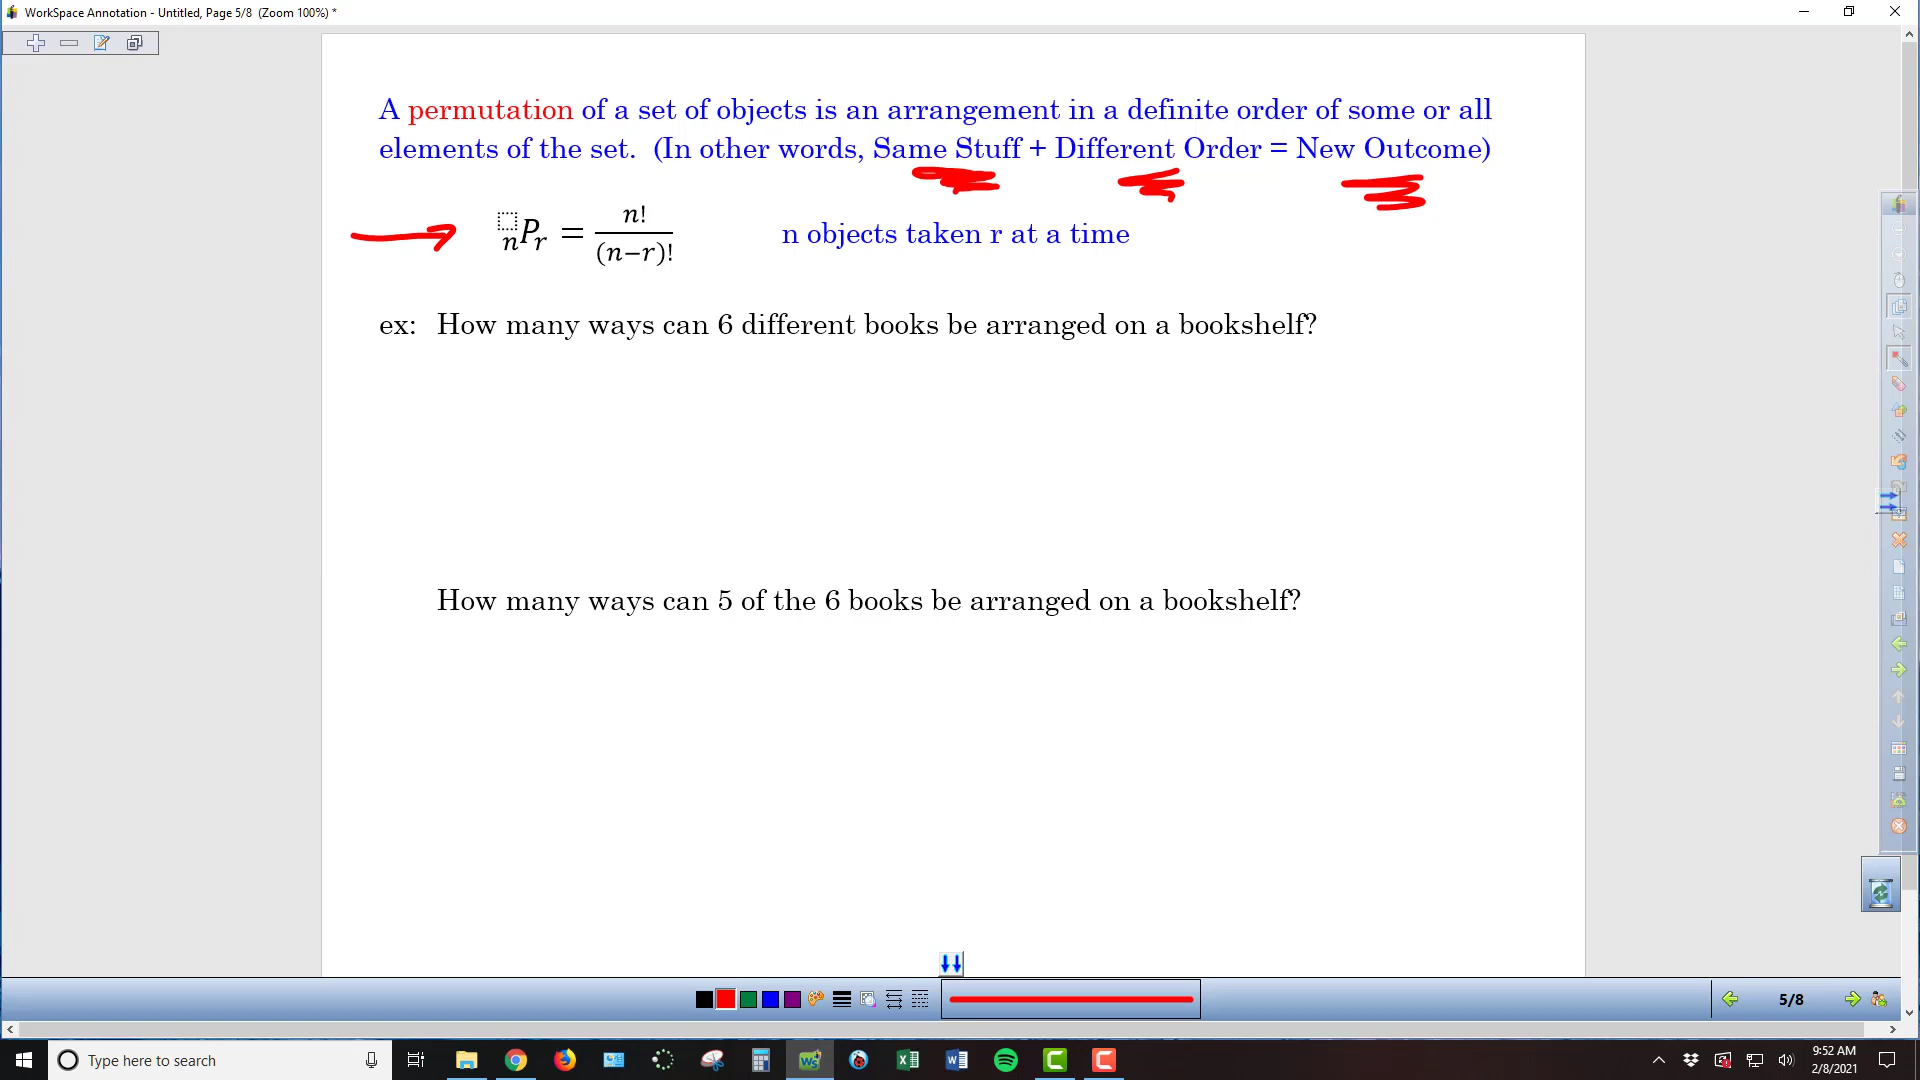 WorkSpace Annotation - Untitled, Page 5/8 (Zoom 100%) *
A permutation of a set of objects is an arrangement in a definite order of some or all
elements of the set. (In other words, Same Stuff + Different Order = New Outcome)
nPr = n!/(n−r)! n objects taken r at a time
ex: How many ways can 6 different books be arranged on a bookshelf?
How many ways can 5 of the 6 books be arranged on a bookshelf?
5/8
Type here to search
9:52 AM
2/8/2021